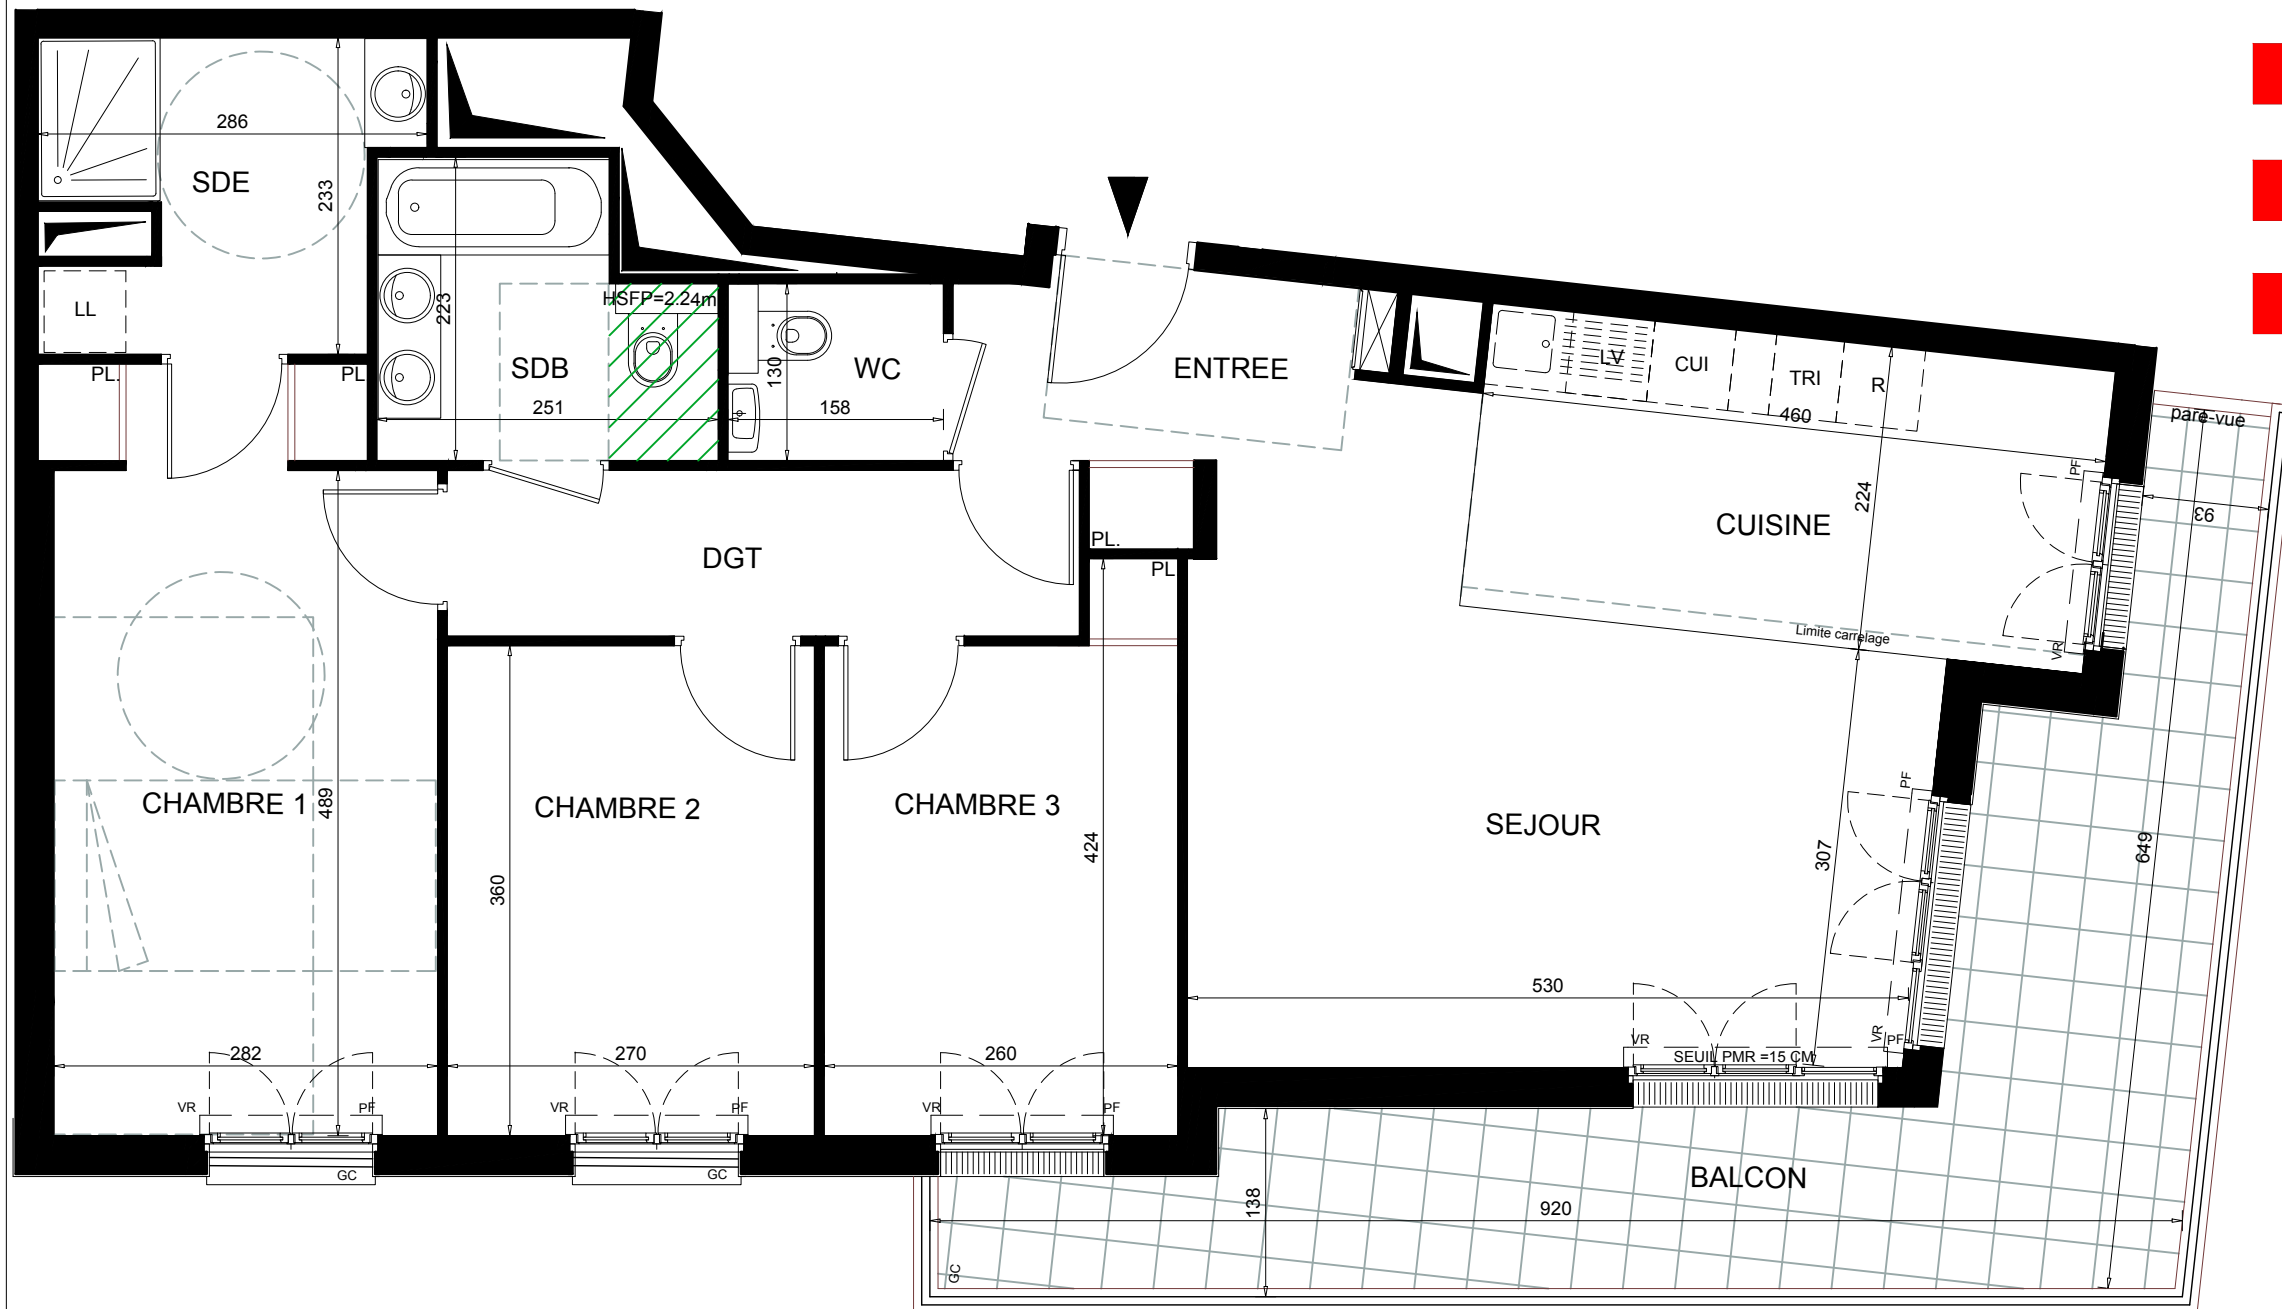 286
SDE
233
LL
PL.
PL
223
HSFP=2.24m
SDB
251
130
WC
158
ENTREE
LV
CUI
TRI
R
460
pare-vue
PF
93
224
CUISINE
Limite carrelage
VR
DGT
PL.
PL
CHAMBRE 1
489
CHAMBRE 2
360
CHAMBRE 3
424
SEJOUR
307
PF
649
530
VR
VR
PF
SEUIL PMR =15 CM
282
270
260
VR
PF
VR
PF
VR
PF
GC
GC
BALCON
138
920
GC